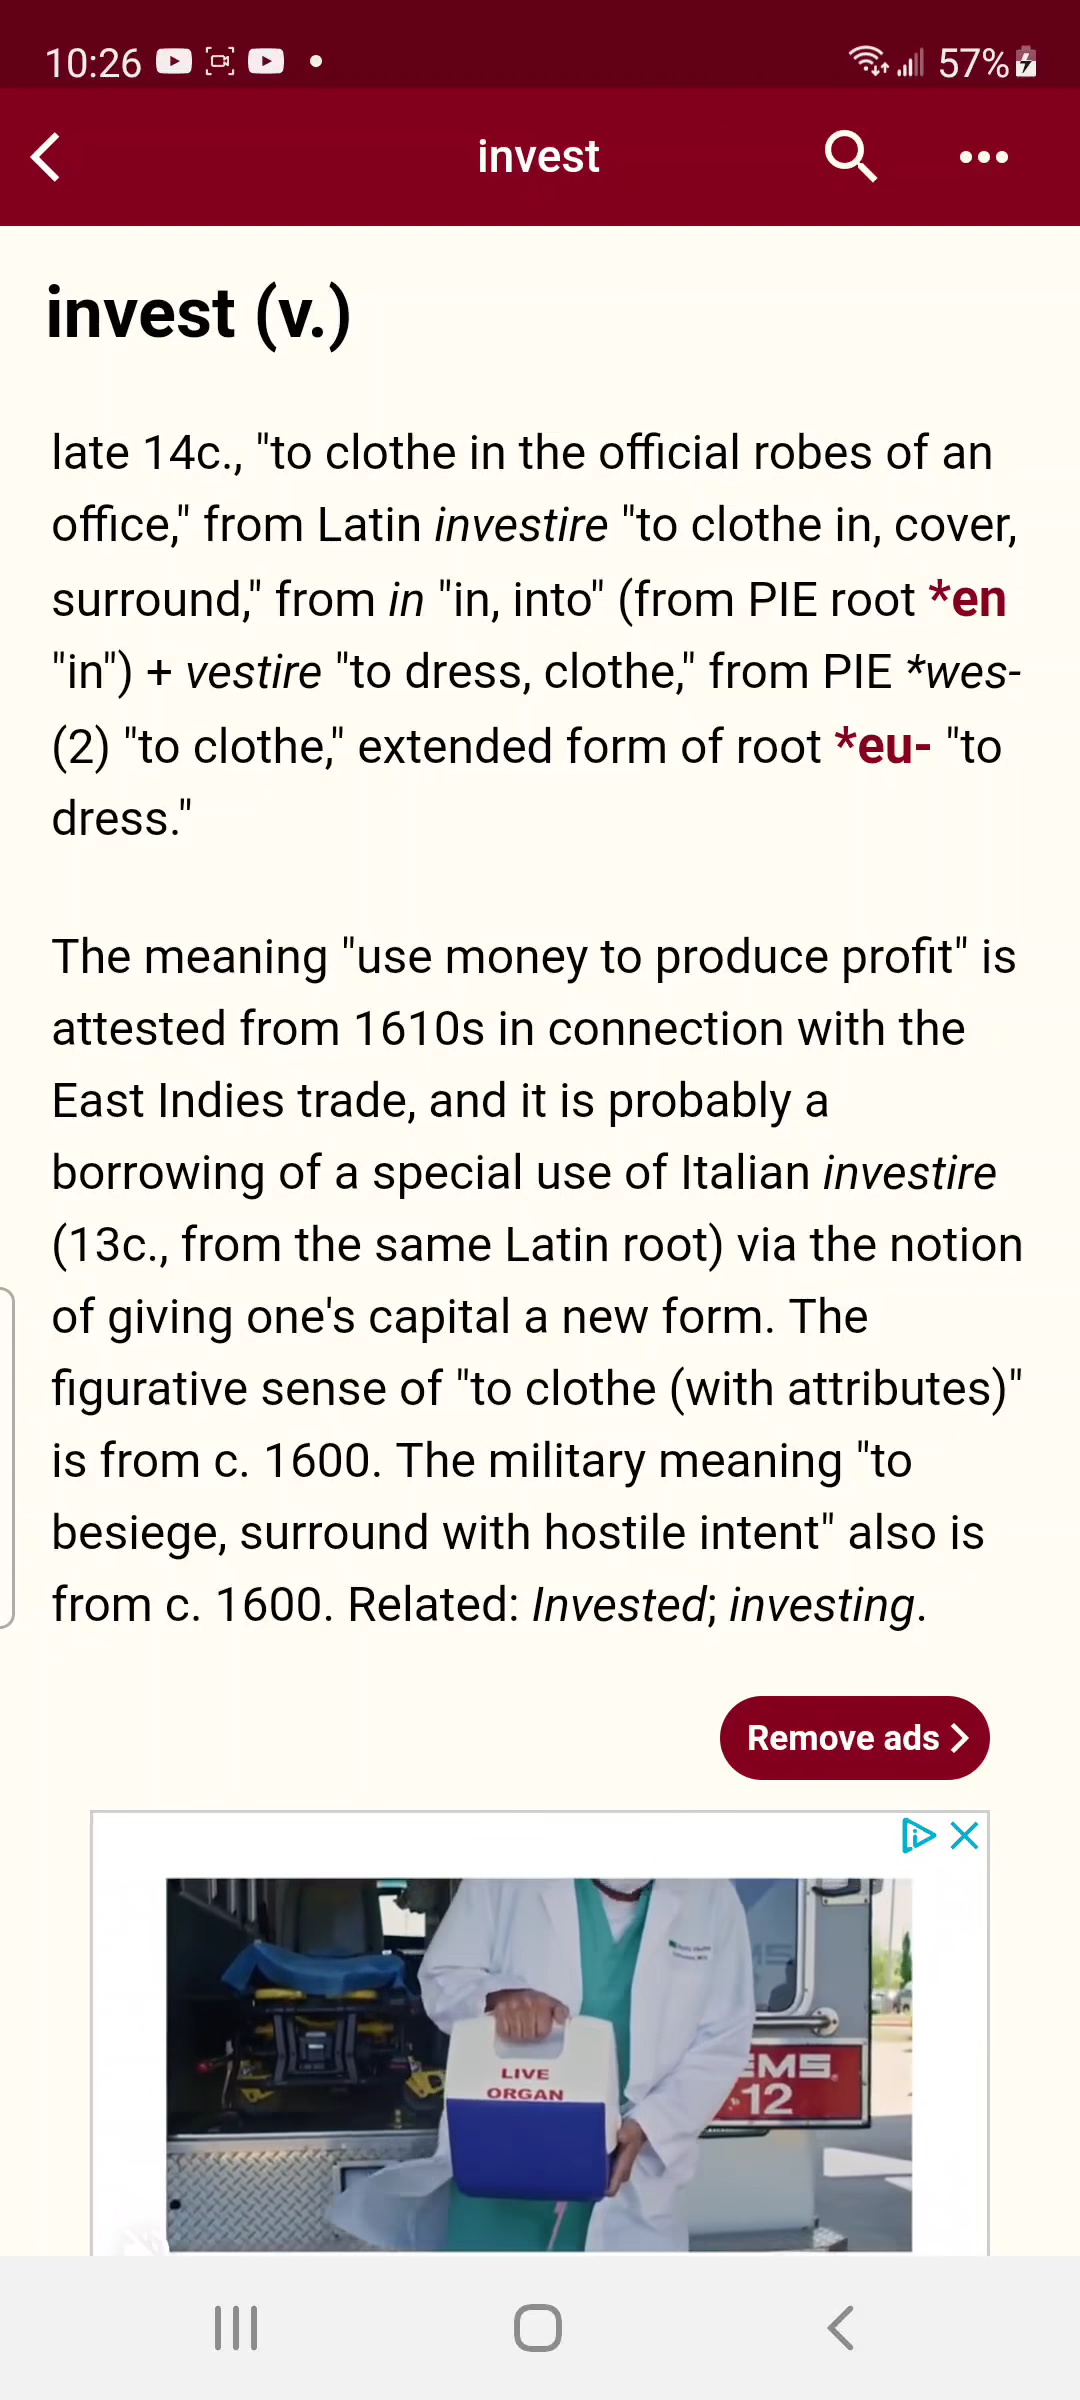 10:26
57%
invest
invest (v.)
late 14c., "to clothe in the official robes of an
office," from Latin investire "to clothe in, cover,
surround," from in "in, into" (from PIE root *en
"in") + vestire "to dress, clothe," from PIE *wes-
(2) "to clothe," extended form of root *eu- "to
dress."
The meaning "use money to produce profit" is
attested from 1610s in connection with the
East Indies trade, and it is probably a
borrowing of a special use of Italian investire
(13c., from the same Latin root) via the notion
of giving one's capital a new form. The
figurative sense of "to clothe (with attributes)"
is from c. 1600. The military meaning "to
besiege, surround with hostile intent" also is
from c. 1600. Related: Invested; investing.
Remove ads
LIVE
ORGAN
EMS
12